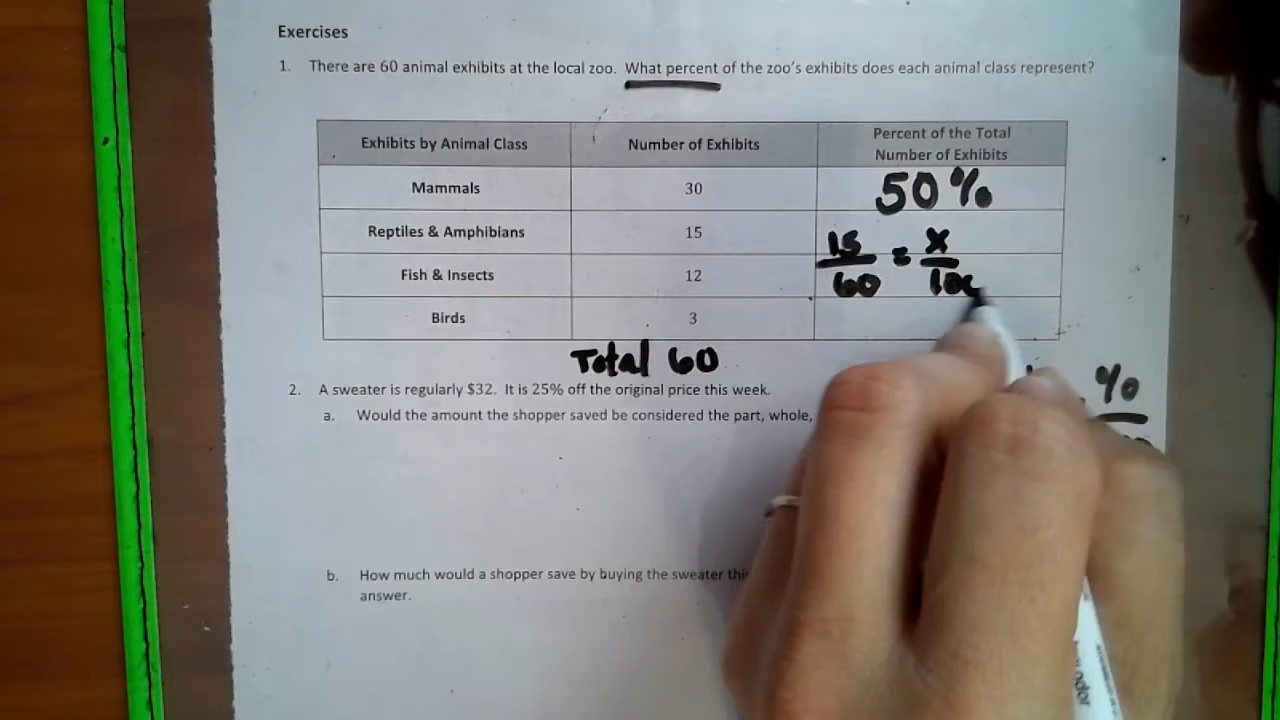 Exercises
1. There are 60 animal exhibits at the local zoo. What percent of the zoo's exhibits does each animal class represent?
Exhibits by Animal Class Number of Exhibits Percent of the Total Number of Exhibits
Mammals 30 50%
Reptiles & Amphibians 15
15/60 = x/100
Fish & Insects 12
Birds 3
Total 60
2. A sweater is regularly $32. It is 25% off the original price this week.
%
a. Would the amount the shopper saved be considered the part, whole,
b. How much would a shopper save by buying the sweater
answer.